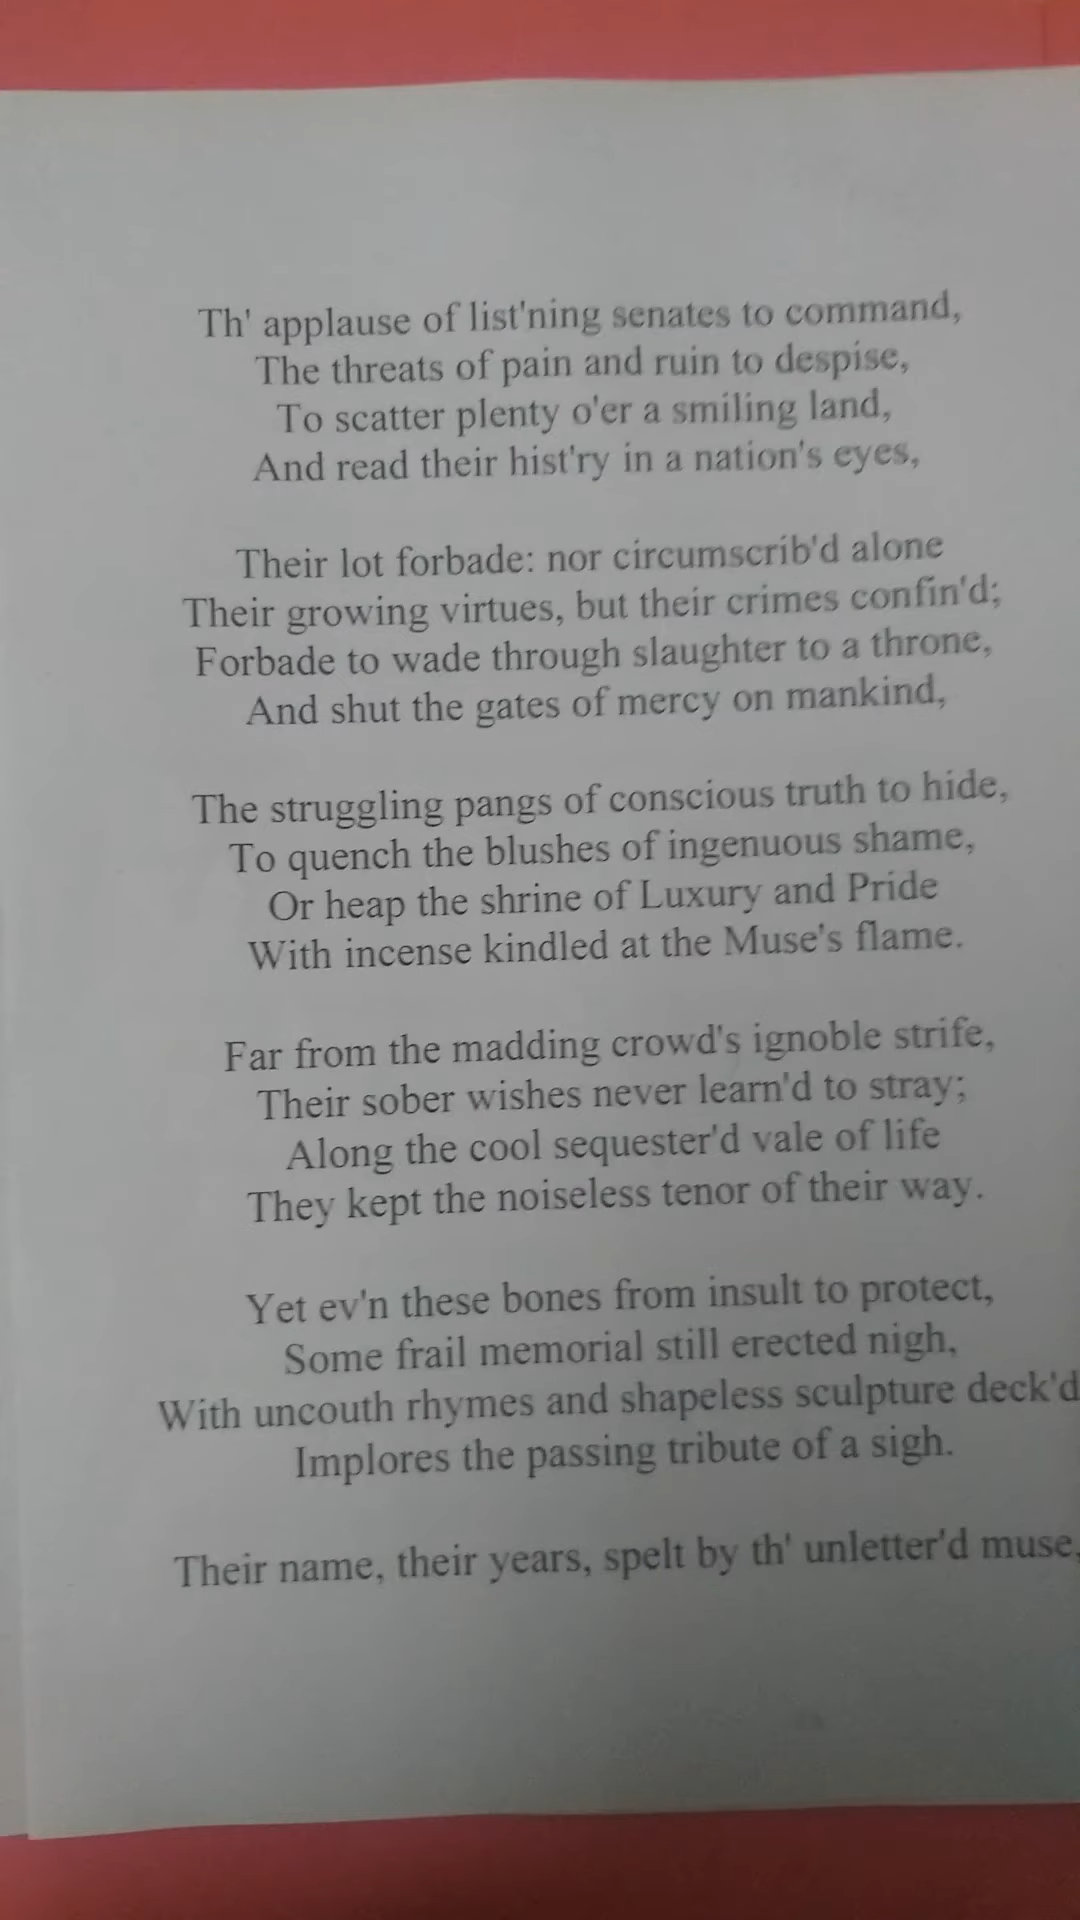 Th' applause of list'ning senates to command,
The threats of pain and ruin to despise,
To scatter plenty o'er a smiling land,
And read their hist'ry in a nation's eyes,
Their lot forbade: nor circumscrib'd alone
Their growing virtues, but their crimes confin'd;
Forbade to wade through slaughter to a throne,
And shut the gates of mercy on mankind,
The struggling pangs of conscious truth to hide,
To quench the blushes of ingenuous shame,
Or heap the shrine of Luxury and Pride
With incense kindled at the Muse's flame.
Far from the madding crowd's ignoble strife,
Their sober wishes never learn'd to stray;
Along the cool sequester'd vale of life
They kept the noiseless tenor of their way.
Yet ev'n these bones from insult to protect,
Some frail memorial still erected nigh,
With uncouth rhymes and shapeless sculpture deck'd
Implores the passing tribute of a sigh.
Their name, their years, spelt by th' unletter'd muse,